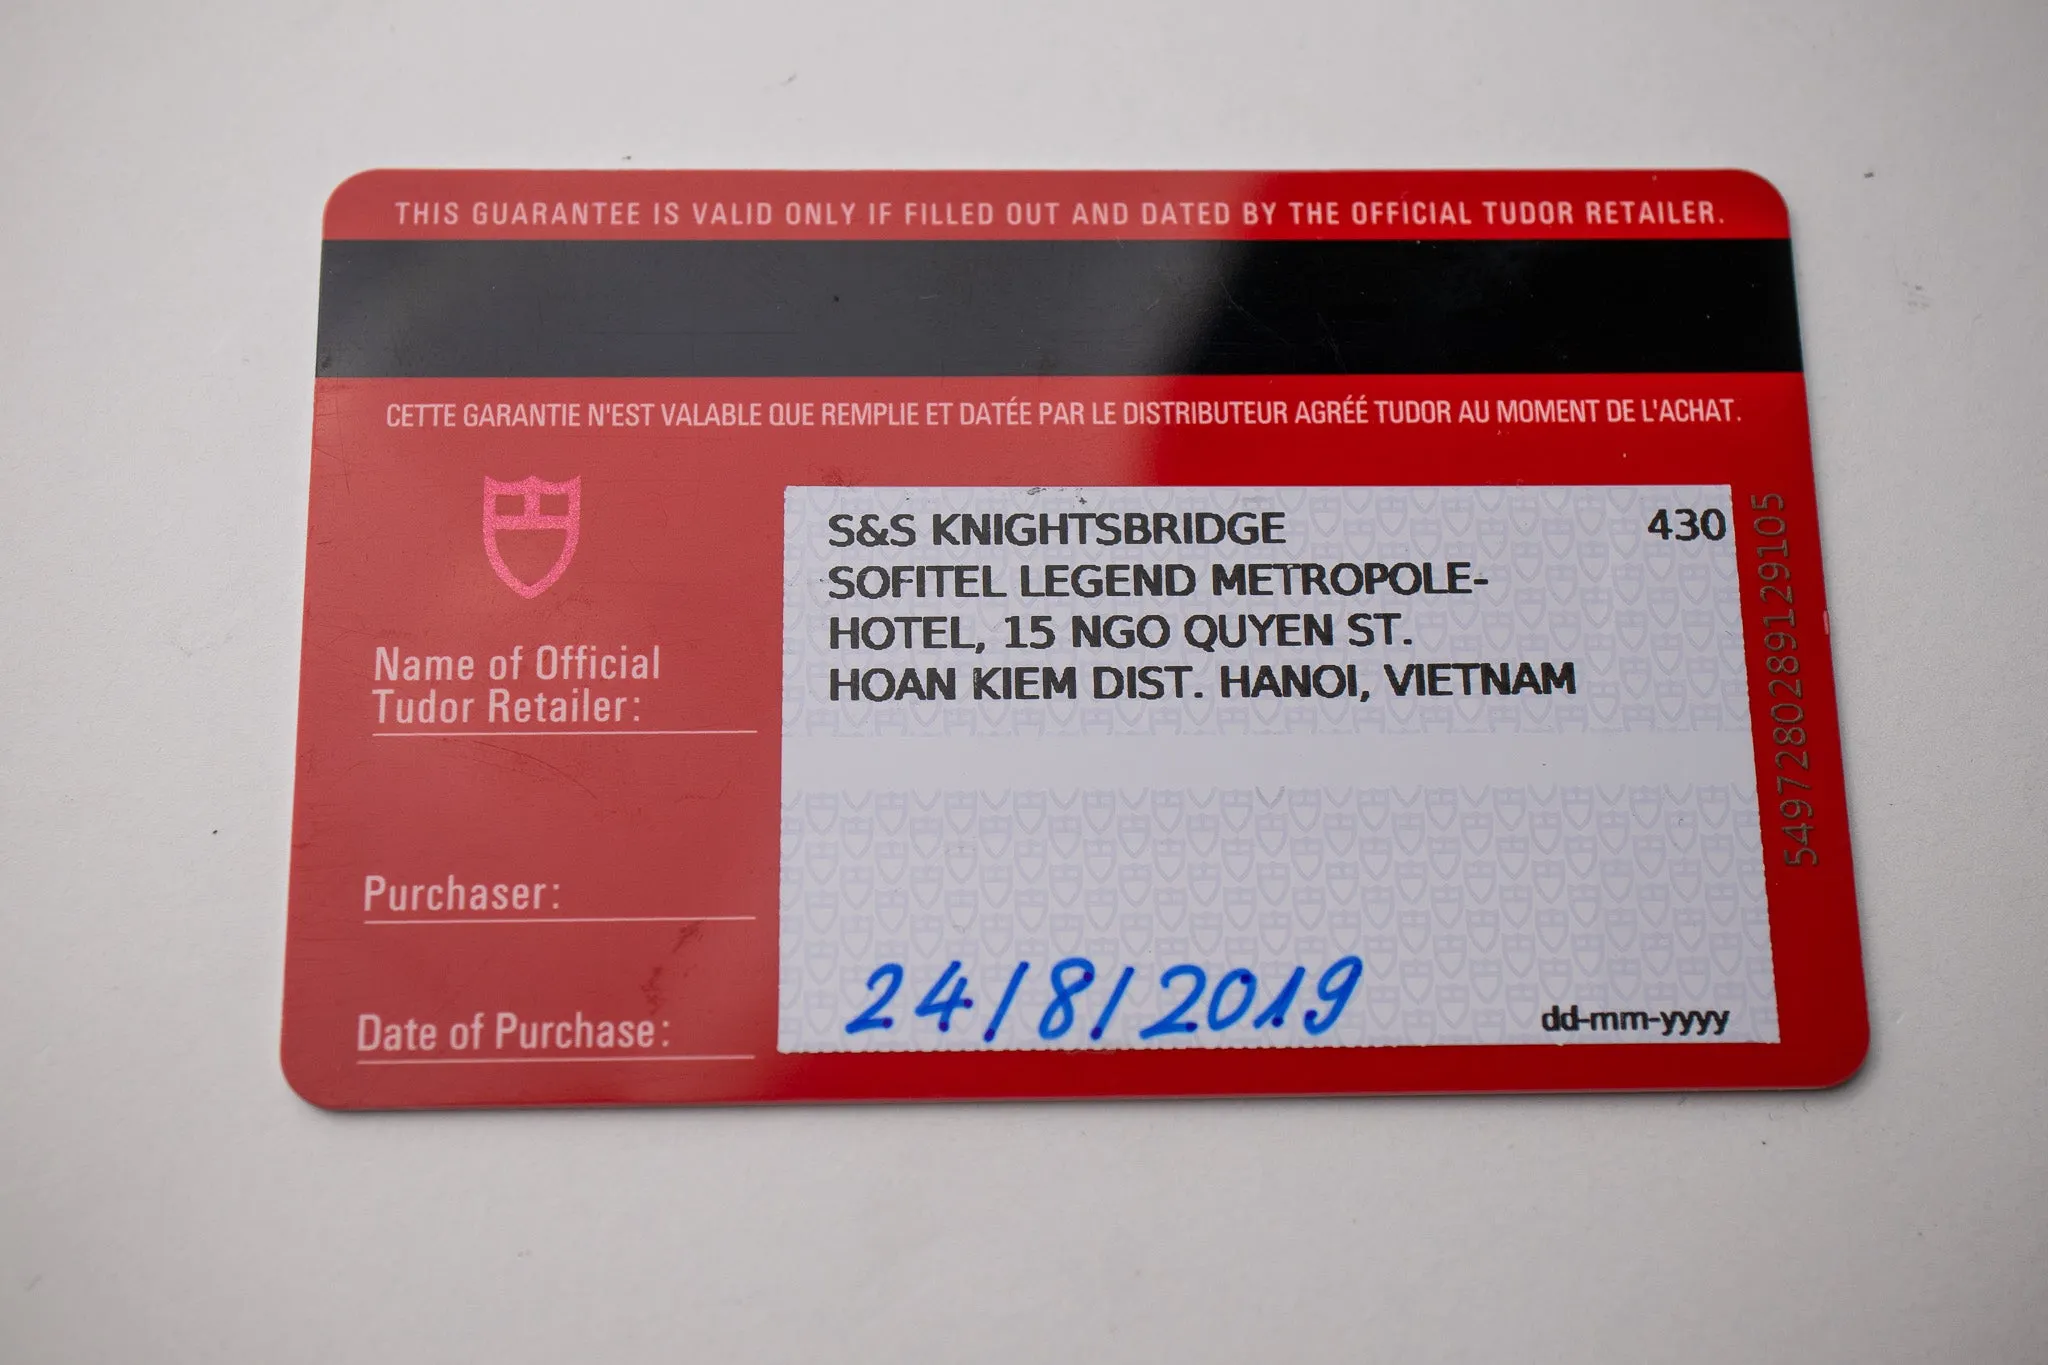 THIS GUARANTEE IS VALID ONLY IF FILLED OUT AND DATED BY THE OFFICIAL TUDOR RETAILER.
CETTE GARANTIE N'EST VALABLE QUE REMPLIE ET DATÉE PAR LE DISTRIBUTEUR AGRÉÉ TUDOR AU MOMENT DE L'ACHAT.
Name of Official
Tudor Retailer:
S&S KNIGHTSBRIDGE 430
SOFITEL LEGEND METROPOLE-
HOTEL, 15 NGO QUYEN ST.
HOAN KIEM DIST. HANOI, VIETNAM
Purchaser:
Date of Purchase:
24/8/2019
dd-mm-yyyy
5497280289129105